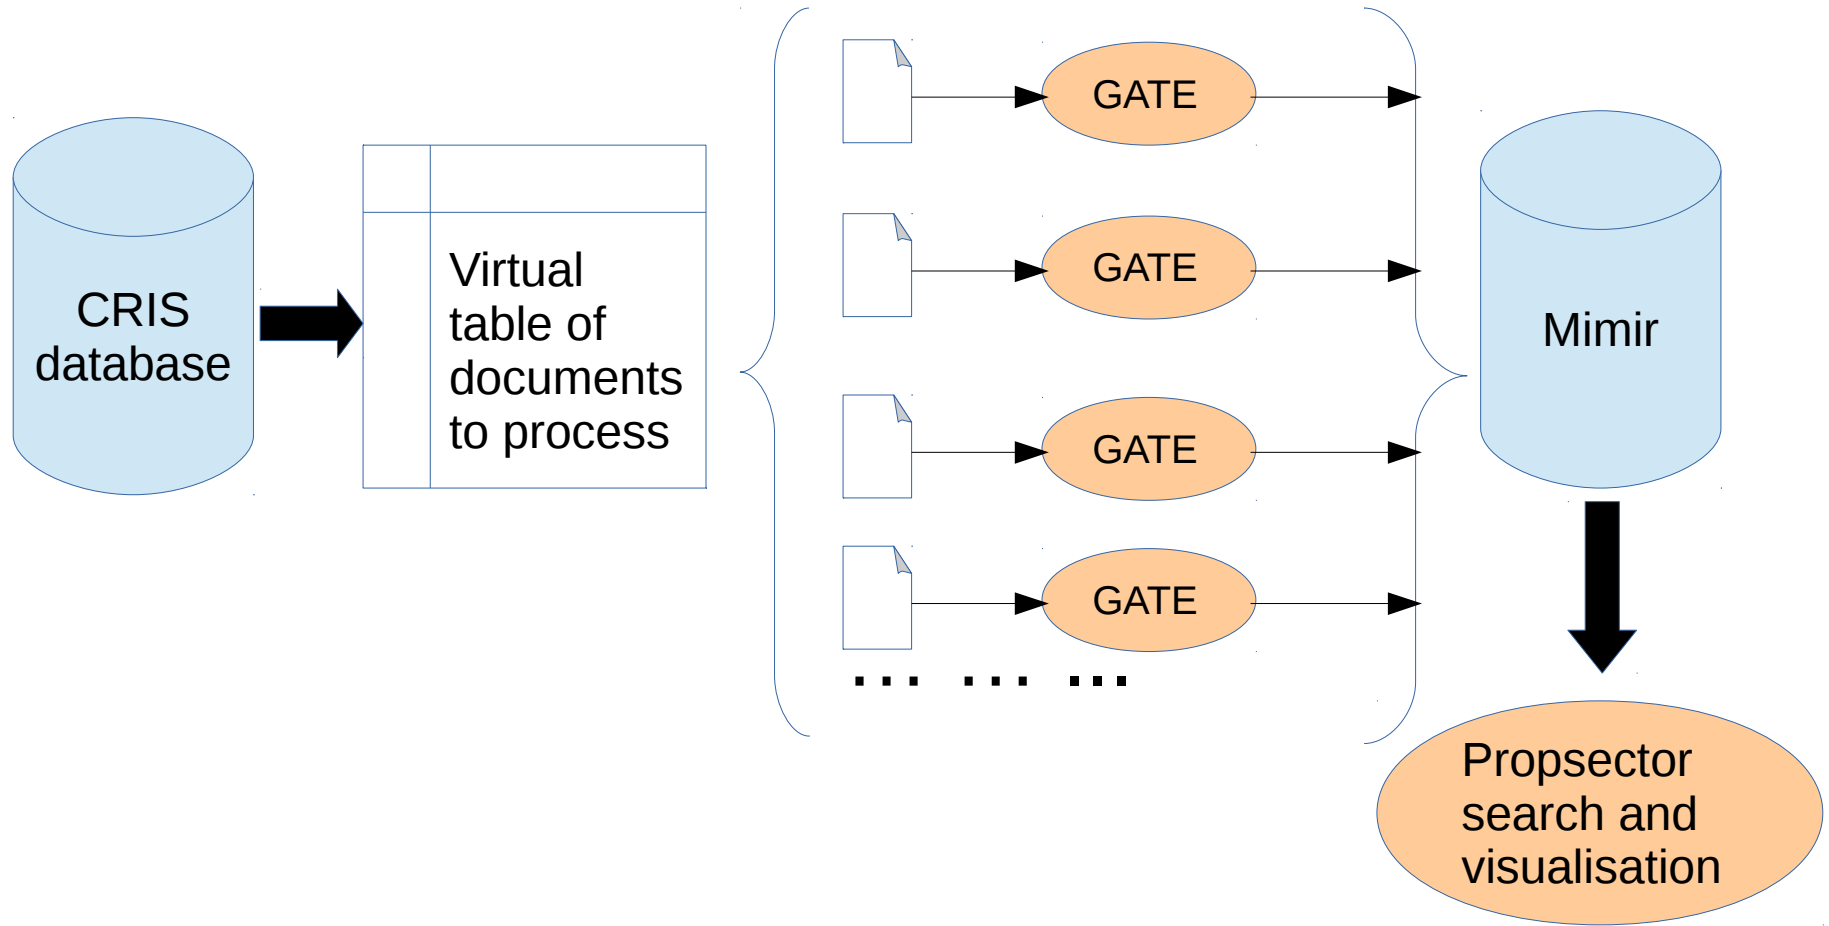 CRIS
database
Virtual
table of
documents
to process
GATE
GATE
GATE
GATE
... ... ...
Mimir
Propsector
search and
visualisation